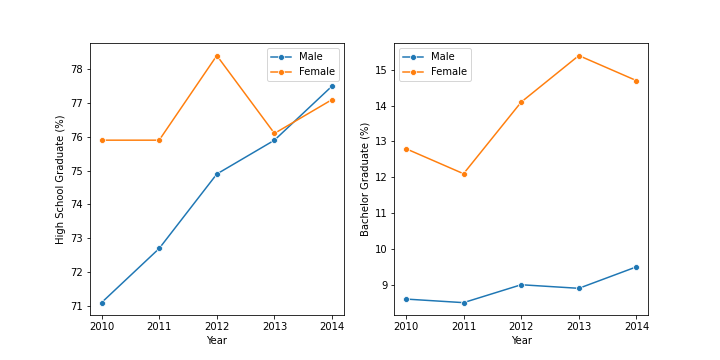 High School Graduate (%)
78
77
76
75
74
73
72
71
Male
Female
2010 2011 2012 2013 2014
Year
Bachelor Graduate (%)
15
14
13
12
11
10
9
Male
Female
2010 2011 2012 2013 2014
Year